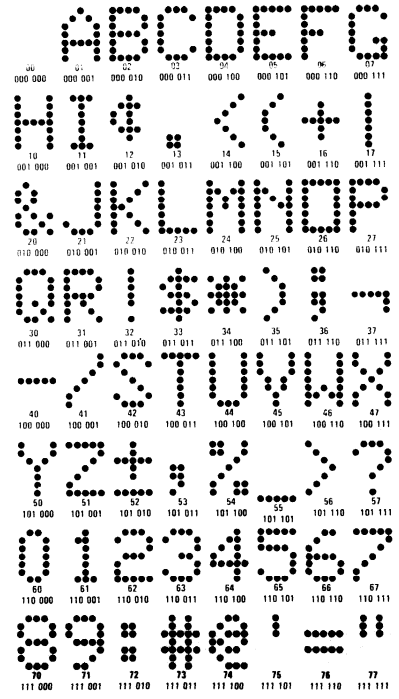 A B C D E F G
00 01 02 03 04 05 06 07
000 000 000 001 000 010 000 011 000 100 000 101 000 110 000 111
H I ¢ . < ( + |
10 11 12 13 14 15 16 17
001 000 001 001 001 010 001 011 001 100 001 101 001 110 001 111
& J K L M N O P
20 21 22 23 24 25 26 27
010 000 010 001 010 010 010 011 010 100 010 101 010 110 010 111
Q R ! $ * ) ; ¬
30 31 32 33 34 35 36 37
011 000 011 001 011 010 011 011 011 100 011 101 011 110 011 111
- / S T U V W X
40 41 42 43 44 45 46 47
100 000 100 001 100 010 100 011 100 100 100 101 100 110 100 111
Y Z ± , % _ > ?
50 51 52 53 54 55 56 57
101 000 101 001 101 010 101 011 101 100 101 101 101 110 101 111
0 1 2 3 4 5 6 7
60 61 62 63 64 65 66 67
110 000 110 001 110 010 110 011 110 100 110 101 110 110 110 111
8 9 : # @ ' = "
70 71 72 73 74 75 76 77
111 000 111 001 111 010 111 011 111 100 111 101 111 110 111 111